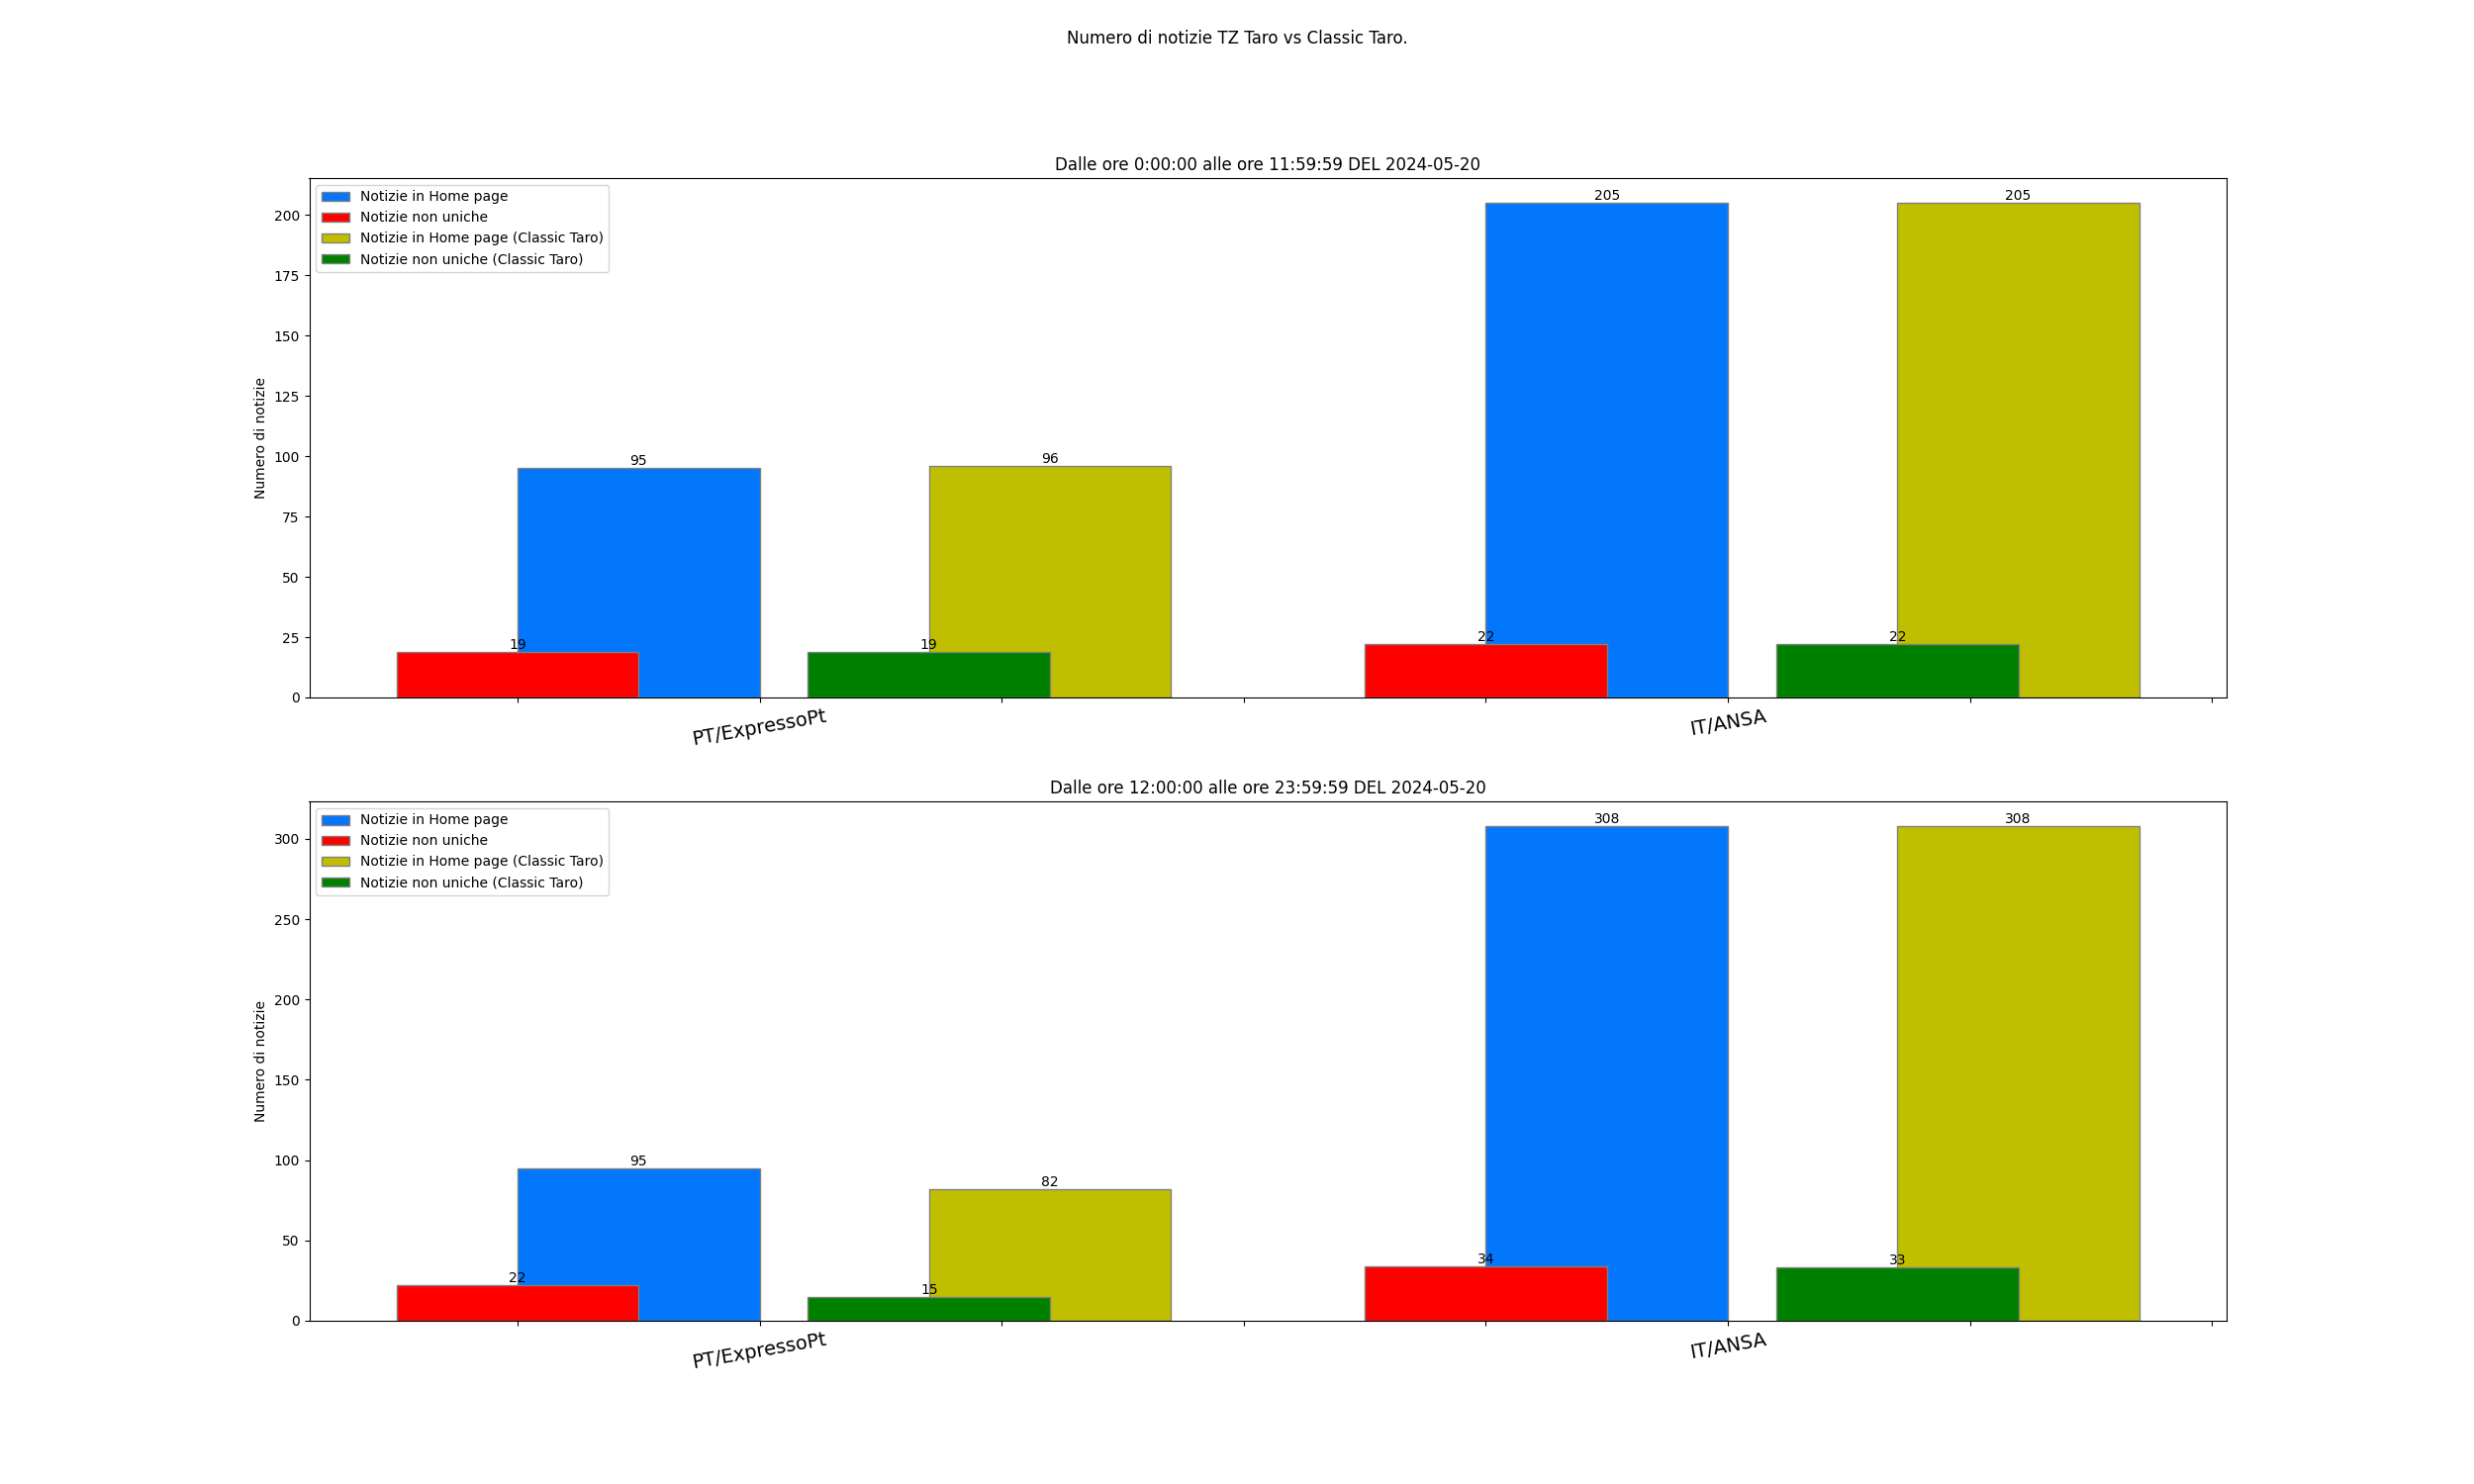 Numero di notizie TZ Taro vs Classic Taro.
Dalle ore 0:00:00 alle ore 11:59:59 DEL 2024-05-20
Notizie in Home page
Notizie non uniche
Notizie in Home page (Classic Taro)
Notizie non uniche (Classic Taro)
Numero di notizie
200
175
150
125
100
75
50
25
0
95
19
96
19
205
22
205
22
PT/ExpressoPt
IT/ANSA
Dalle ore 12:00:00 alle ore 23:59:59 DEL 2024-05-20
Notizie in Home page
Notizie non uniche
Notizie in Home page (Classic Taro)
Notizie non uniche (Classic Taro)
Numero di notizie
300
250
200
150
100
50
0
95
22
82
15
308
34
308
33
PT/ExpressoPt
IT/ANSA